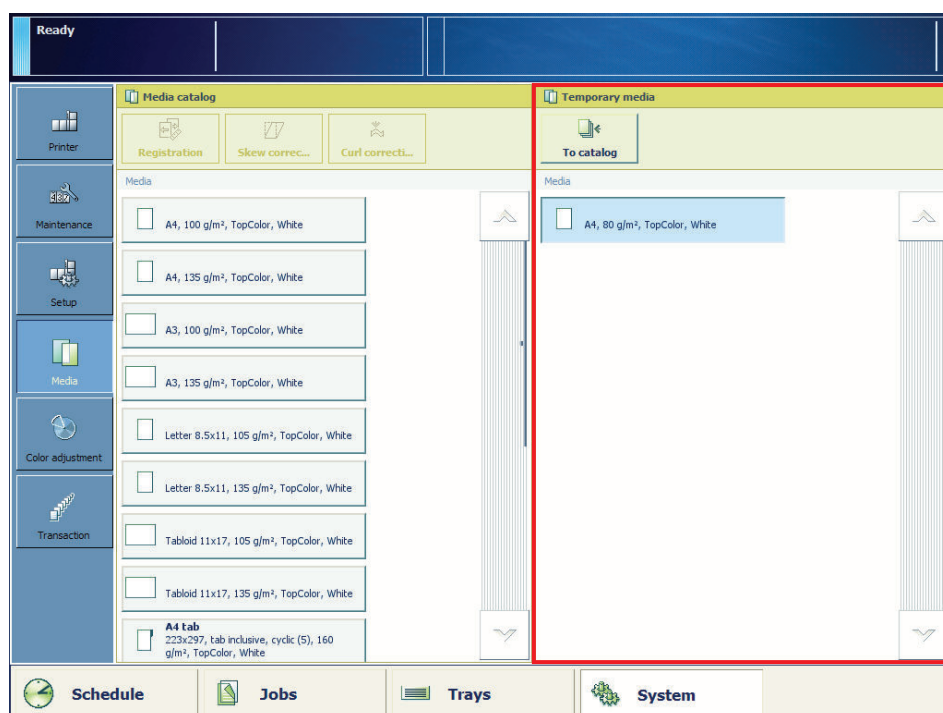 Ready
Printer
Maintenance
Setup
Media
Color adjustment
Transaction
Media catalog
Registration
Skew correc...
Curl correcti...
Media
A4, 100 g/m², TopColor, White
A4, 135 g/m², TopColor, White
A3, 100 g/m², TopColor, White
A3, 135 g/m², TopColor, White
Letter 8.5x11, 105 g/m², TopColor, White
Letter 8.5x11, 135 g/m², TopColor, White
Tabloid 11x17, 105 g/m², TopColor, White
Tabloid 11x17, 135 g/m², TopColor, White
A4 tab
223x297, tab inclusive, cyclic (5), 160
g/m², TopColor, White
Temporary media
To catalog
Media
A4, 80 g/m², TopColor, White
Schedule
Jobs
Trays
System